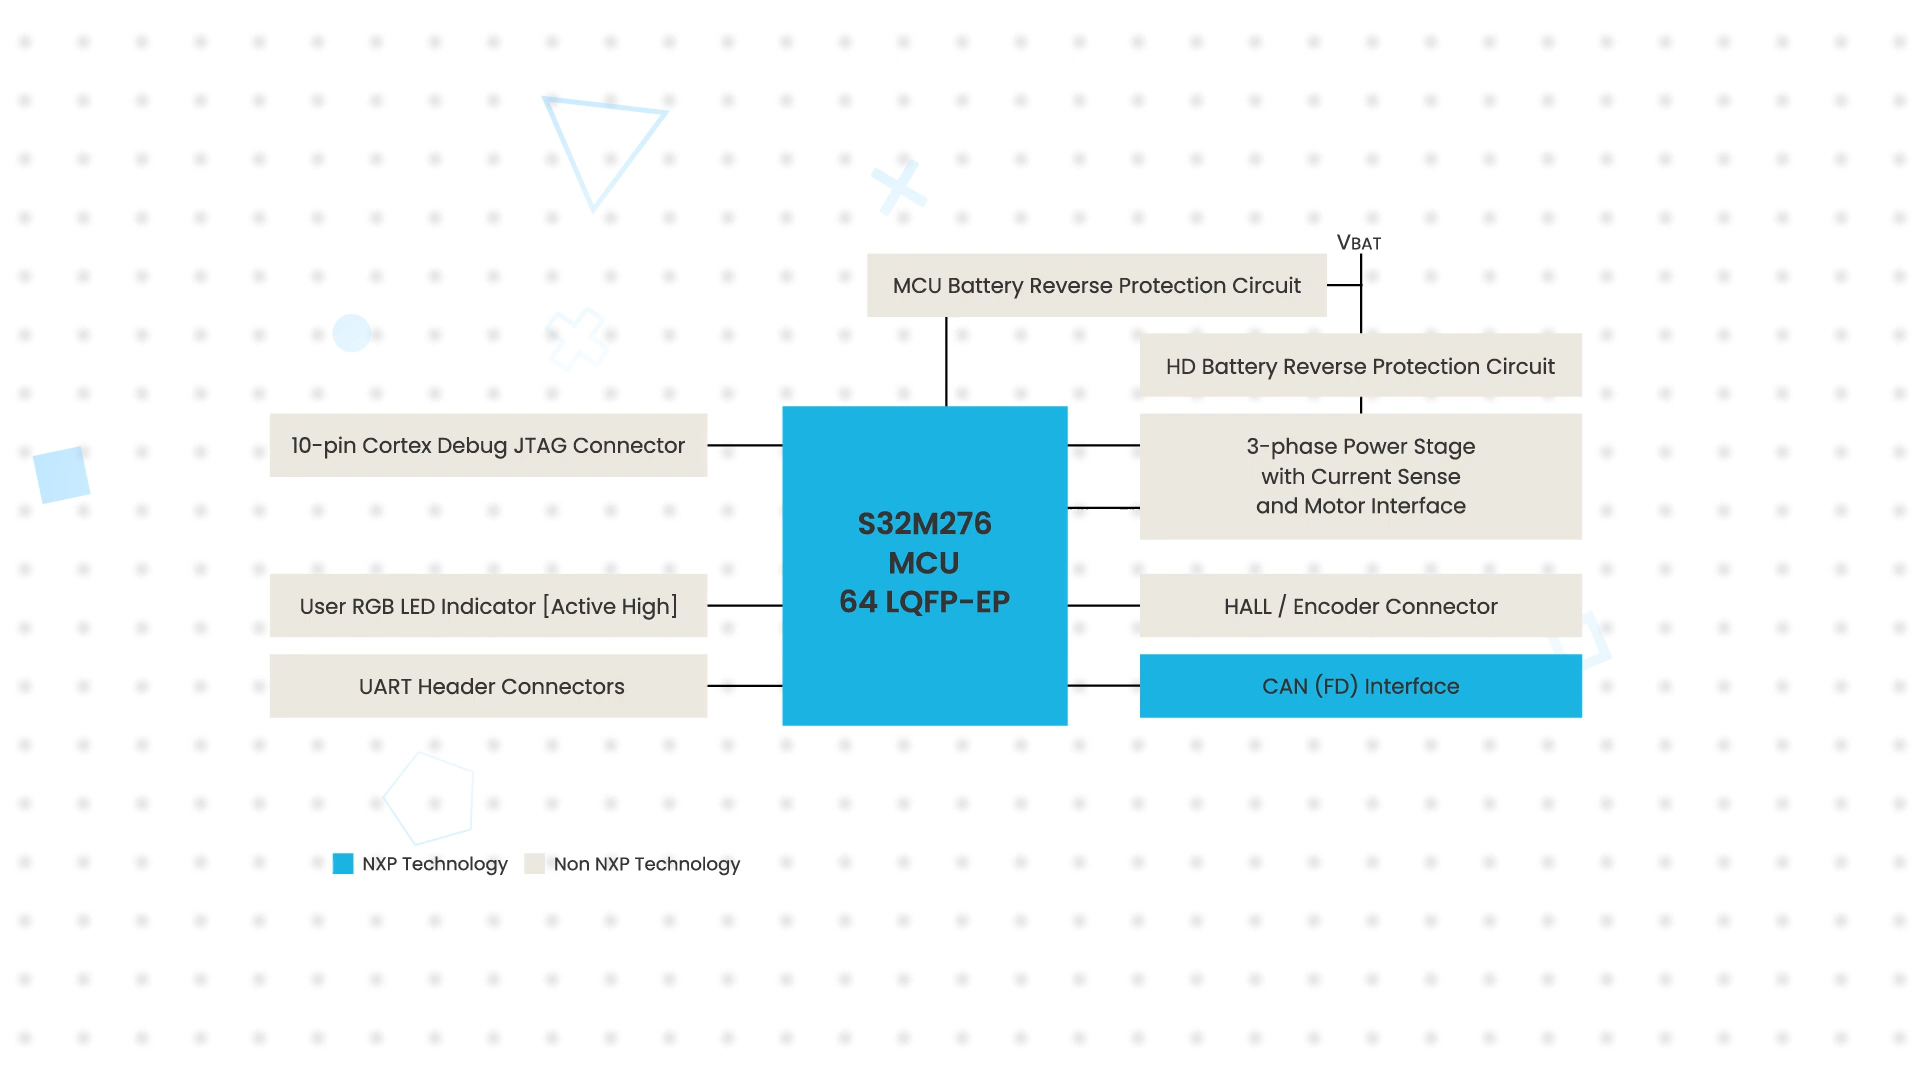 VBAT
MCU Battery Reverse Protection Circuit
HD Battery Reverse Protection Circuit
10-pin Cortex Debug JTAG Connector
3-phase Power Stage
with Current Sense
and Motor Interface
S32M276
MCU
64 LQFP-EP
User RGB LED Indicator [Active High]
HALL / Encoder Connector
UART Header Connectors
CAN (FD) Interface
NXP Technology
Non NXP Technology